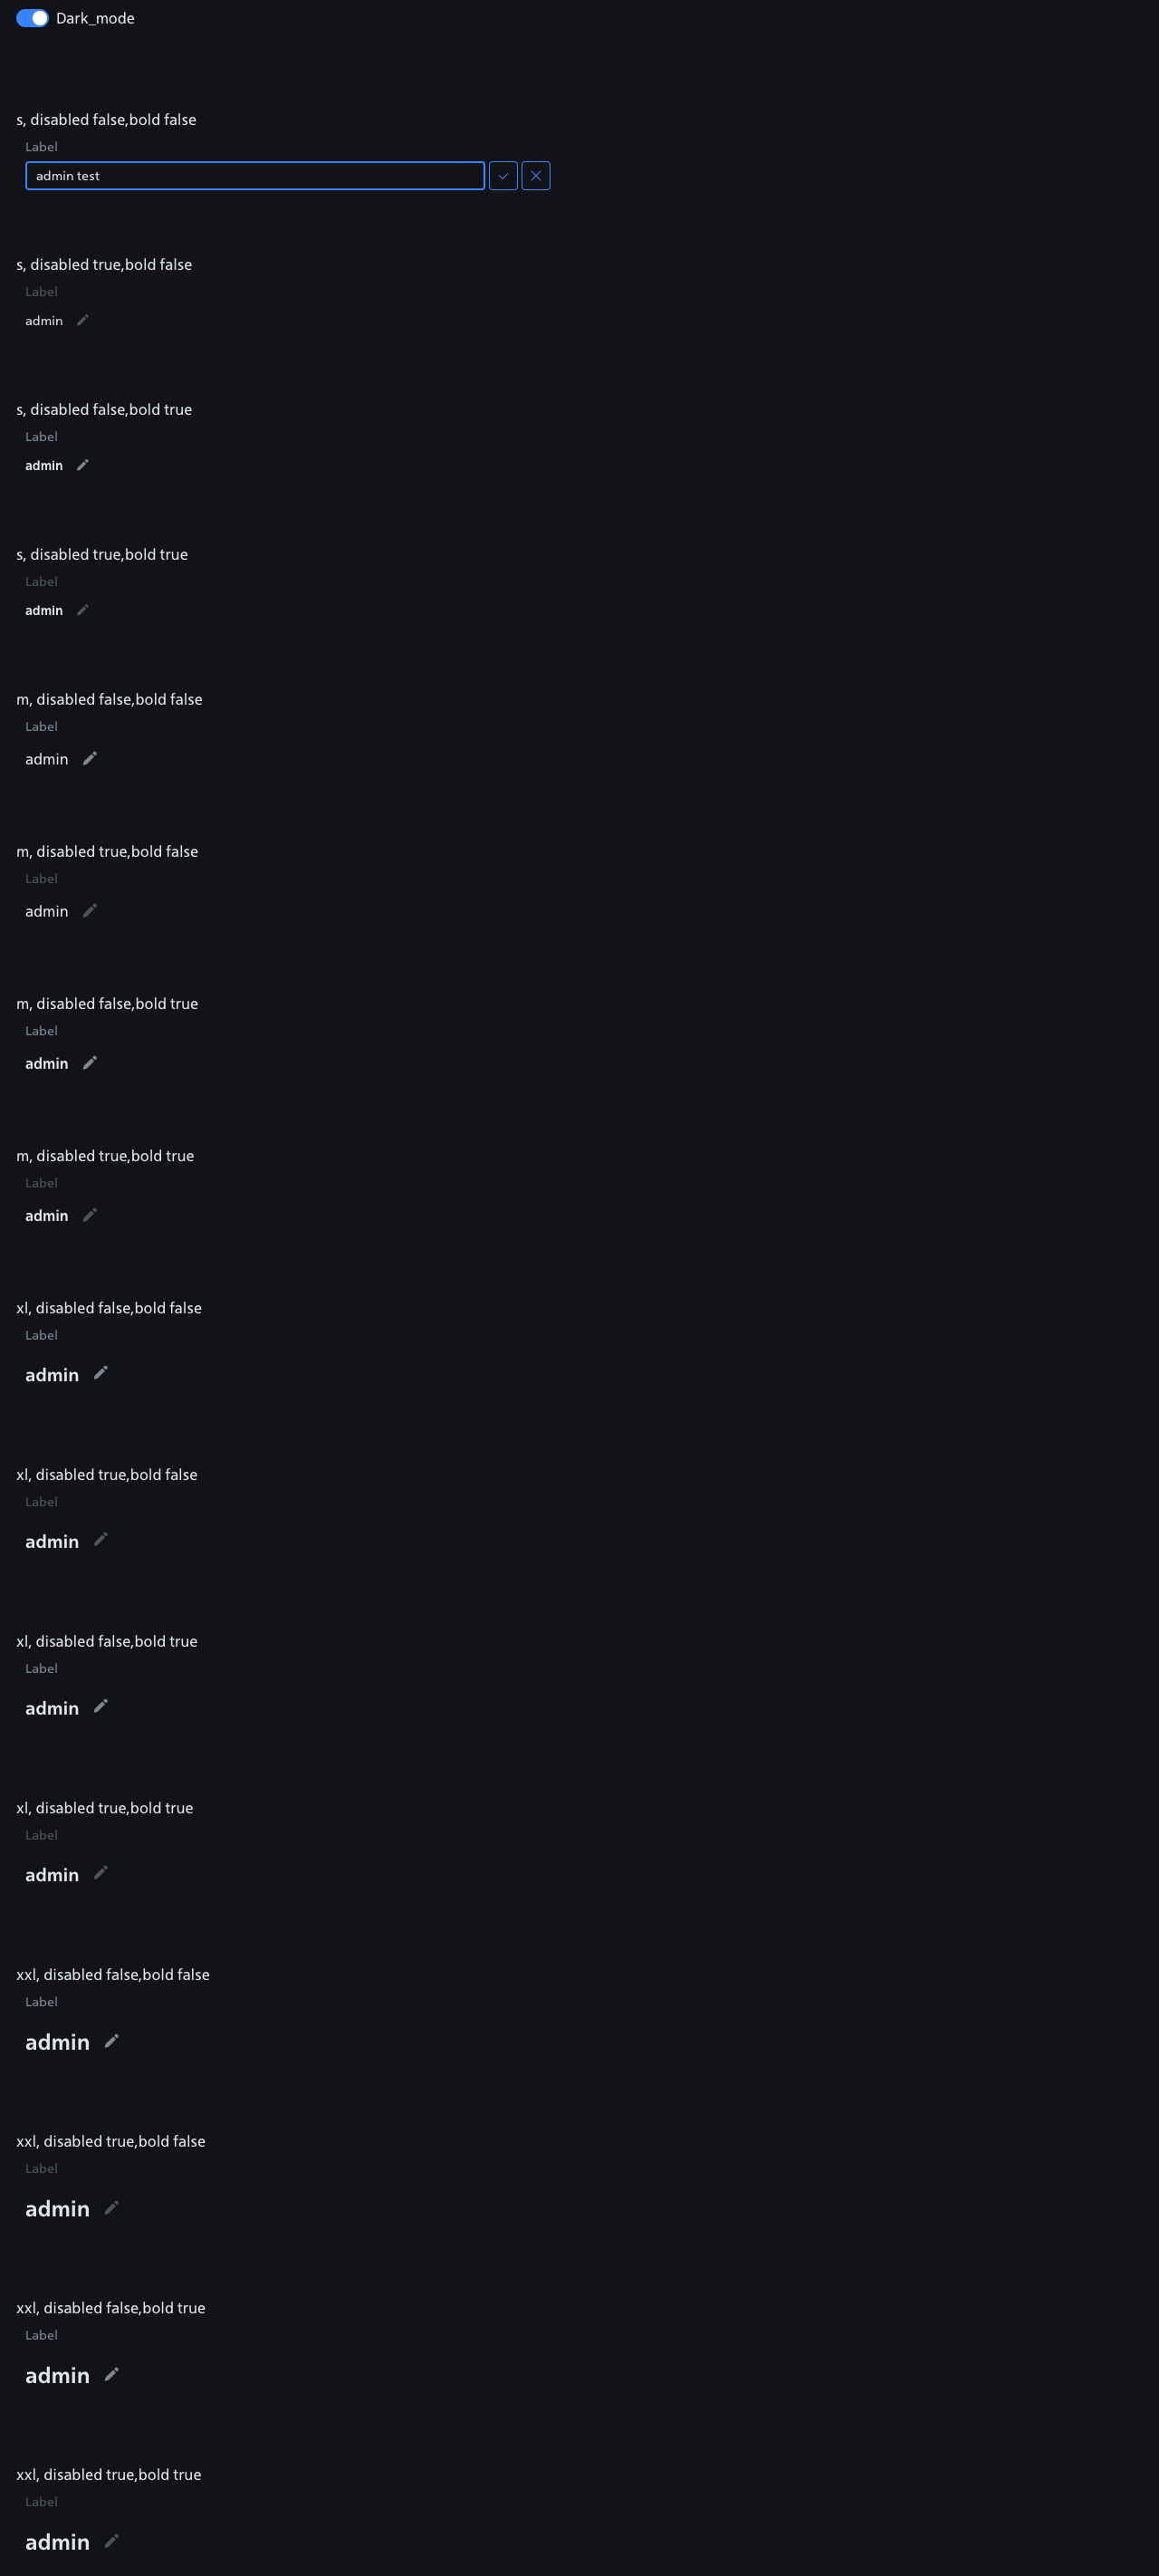 Dark_mode
s, disabled false,bold false
Label
admin test
s, disabled true,bold false
Label
admin
s, disabled false,bold true
Label
admin
s, disabled true,bold true
Label
admin
m, disabled false,bold false
Label
admin
m, disabled true,bold false
Label
admin
m, disabled false,bold true
Label
admin
m, disabled true,bold true
Label
admin
xl, disabled false,bold false
Label
admin
xl, disabled true,bold false
Label
admin
xl, disabled false,bold true
Label
admin
xl, disabled true,bold true
Label
admin
xxl, disabled false,bold false
Label
admin
xxl, disabled true,bold false
Label
admin
xxl, disabled false,bold true
Label
admin
xxl, disabled true,bold true
Label
admin